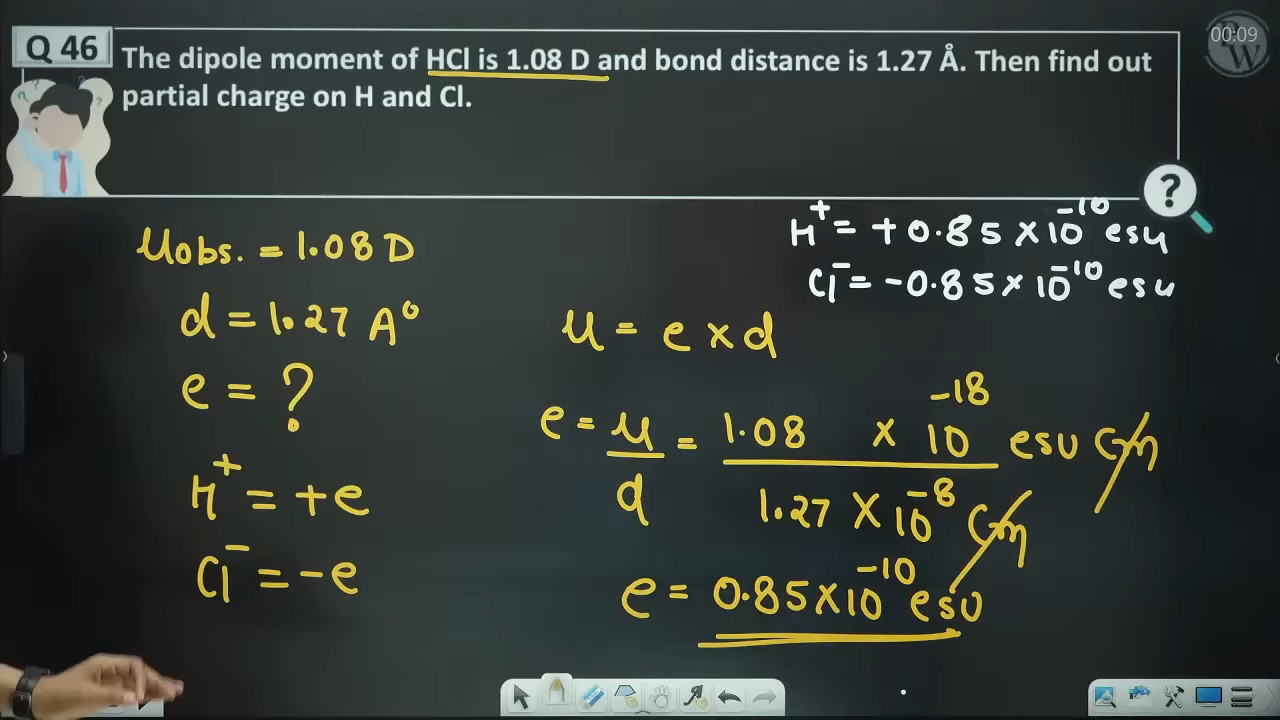 Q 46
The dipole moment of HCl is 1.08 D and bond distance is 1.27 Å. Then find out
partial charge on H and Cl.
00:09
?
μobs. = 1.08 D
d = 1.27 A°
e = ?
H⁺ = +e
Cl⁻ = -e
H⁺ = +0.85 × 10⁻¹⁰ esu
Cl⁻ = -0.85 × 10⁻¹⁰ esu
μ = e × d
e = μ/d = 1.08 × 10⁻¹⁸ esu cm / 1.27 × 10⁻⁸ cm
e = 0.85 × 10⁻¹⁰ esu